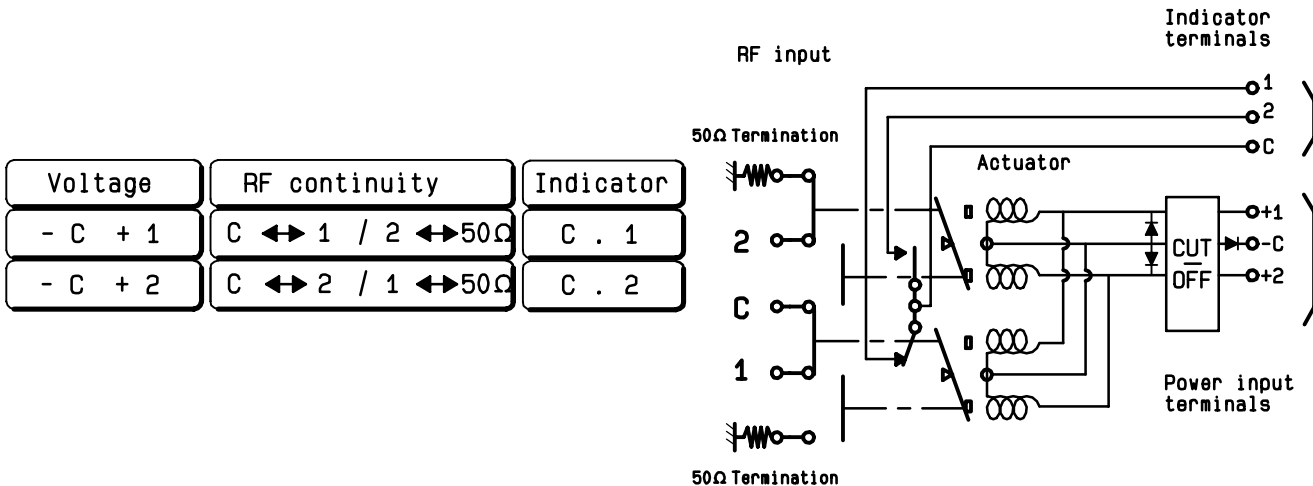 Voltage RF continuity Indicator
- C + 1 C ↔ 1 / 2 ↔ 50Ω C . 1
- C + 2 C ↔ 2 / 1 ↔ 50Ω C . 2
RF input
Indicator
terminals
1
2
C
50Ω Termination
Actuator
2
C
1
50Ω Termination
CUT
OFF
+1
-C
+2
Power input
terminals